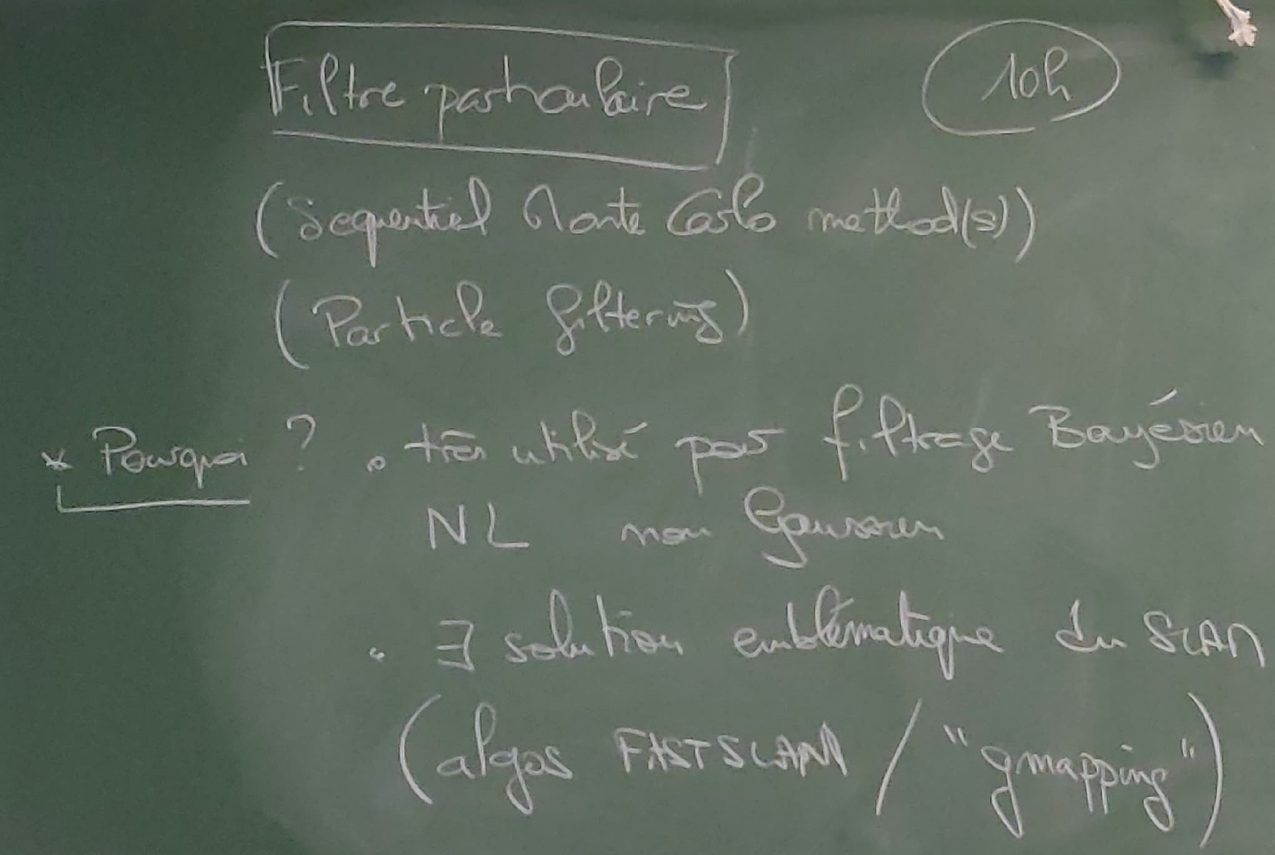 Filtre particulaire
10h
(Sequential Monte Carlo method(s))
(Particle filtering)
* Pourquoi ? . très utilisé pour filtrage Bayésien
NL non Gaussien
. ∃ solution emblématique du SLAM
(algos FASTSLAM / "gmapping")